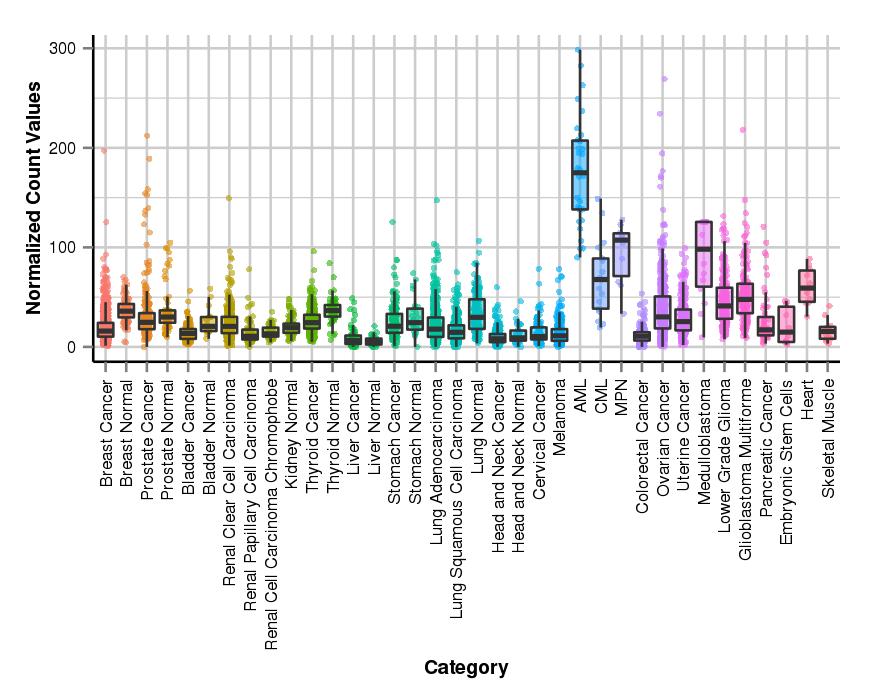 Normalized Count Values
300
200
100
0
Breast Cancer
Breast Normal
Prostate Cancer
Prostate Normal
Bladder Cancer
Bladder Normal
Renal Clear Cell Carcinoma
Renal Papillary Cell Carcinoma
Renal Cell Carcinoma Chromophobe
Kidney Normal
Thyroid Cancer
Thyroid Normal
Liver Cancer
Liver Normal
Stomach Cancer
Stomach Normal
Lung Adenocarcinoma
Lung Squamous Cell Carcinoma
Lung Normal
Head and Neck Cancer
Head and Neck Normal
Cervical Cancer
Melanoma
AML
CML
MPN
Colorectal Cancer
Ovarian Cancer
Uterine Cancer
Medulloblastoma
Lower Grade Glioma
Glioblastoma Multiforme
Pancreatic Cancer
Embryonic Stem Cells
Heart
Skeletal Muscle
Category